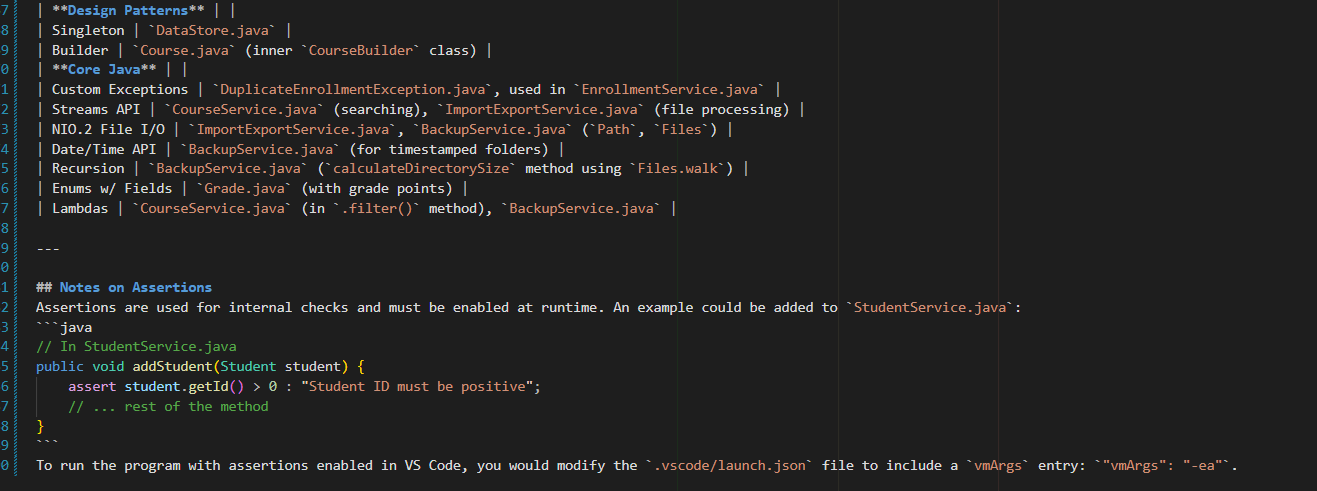 7 | **Design Patterns** | |
8 | Singleton | `DataStore.java` |
9 | Builder | `Course.java` (inner `CourseBuilder` class) |
0 | **Core Java** | |
1 | Custom Exceptions | `DuplicateEnrollmentException.java`, used in `EnrollmentService.java` |
2 | Streams API | `CourseService.java` (searching), `ImportExportService.java` (file processing) |
3 | NIO.2 File I/O | `ImportExportService.java`, `BackupService.java` (`Path`, `Files`) |
4 | Date/Time API | `BackupService.java` (for timestamped folders) |
5 | Recursion | `BackupService.java` (`calculateDirectorySize` method using `Files.walk`) |
6 | Enums w/ Fields | `Grade.java` (with grade points) |
7 | Lambdas | `CourseService.java` (in `.filter()` method), `BackupService.java` |
8
9 ---
0
1 ## Notes on Assertions
2 Assertions are used for internal checks and must be enabled at runtime. An example could be added to `StudentService.java`:
3 ```java
4 // In StudentService.java
5 public void addStudent(Student student) {
6     assert student.getId() > 0 : "Student ID must be positive";
7     // ... rest of the method
8 }
9 ```
0 To run the program with assertions enabled in VS Code, you would modify the `.vscode/launch.json` file to include a `vmArgs` entry: `"vmArgs": "-ea"`.